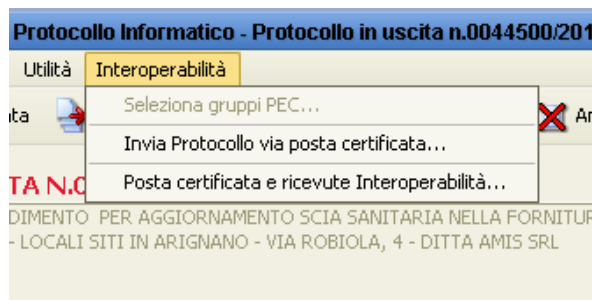 Protocollo Informatico - Protocollo in uscita n.0044500/201
Utilità Interoperabilità
Seleziona gruppi PEC...
Invia Protocollo via posta certificata...
Posta certificata e ricevute Interoperabilità...
TA N.0
DIMENTO PER AGGIORNAMENTO SCIA SANITARIA NELLA FORNITUR
- LOCALI SITI IN ARIGNANO - VIA ROBIOLA, 4 - DITTA AMIS SRL